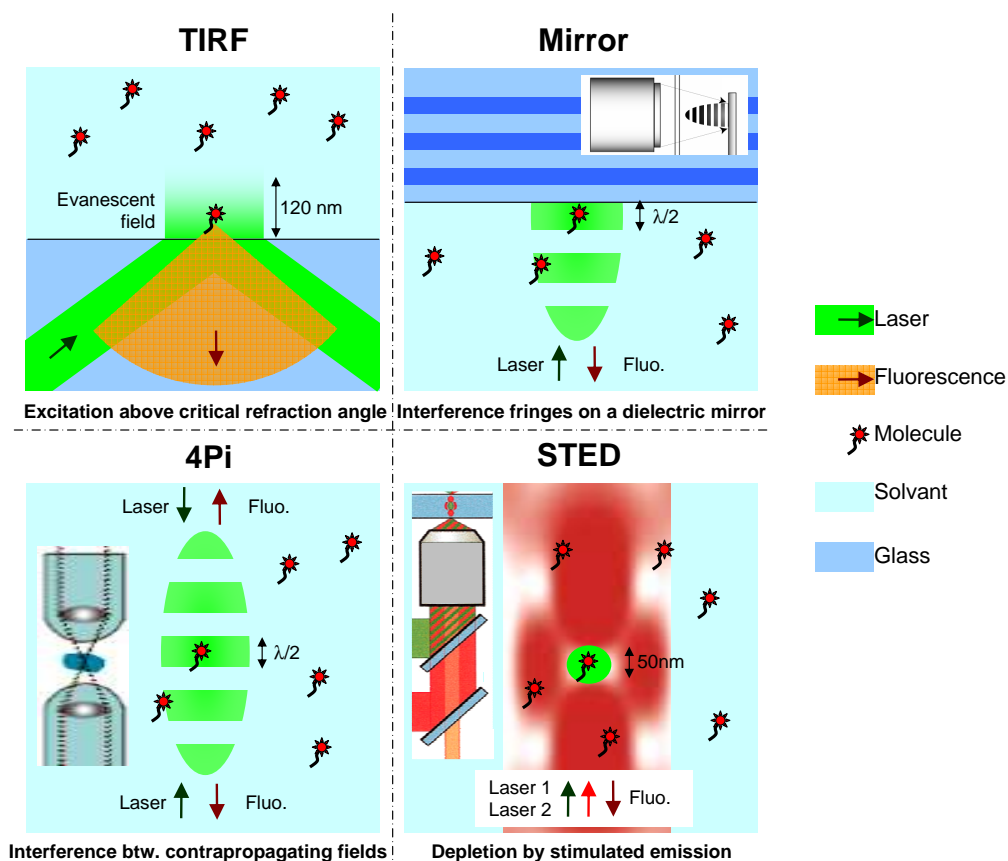 TIRF
Evanescent
field
120 nm
Excitation above critical refraction angle
Mirror
λ/2
Laser
Fluo.
Interference fringes on a dielectric mirror
4Pi
Laser
Fluo.
λ/2
Laser
Fluo.
Interference btw. contrapropagating fields
STED
50nm
Laser 1
Laser 2
Fluo.
Depletion by stimulated emission
Laser
Fluorescence
Molecule
Solvant
Glass